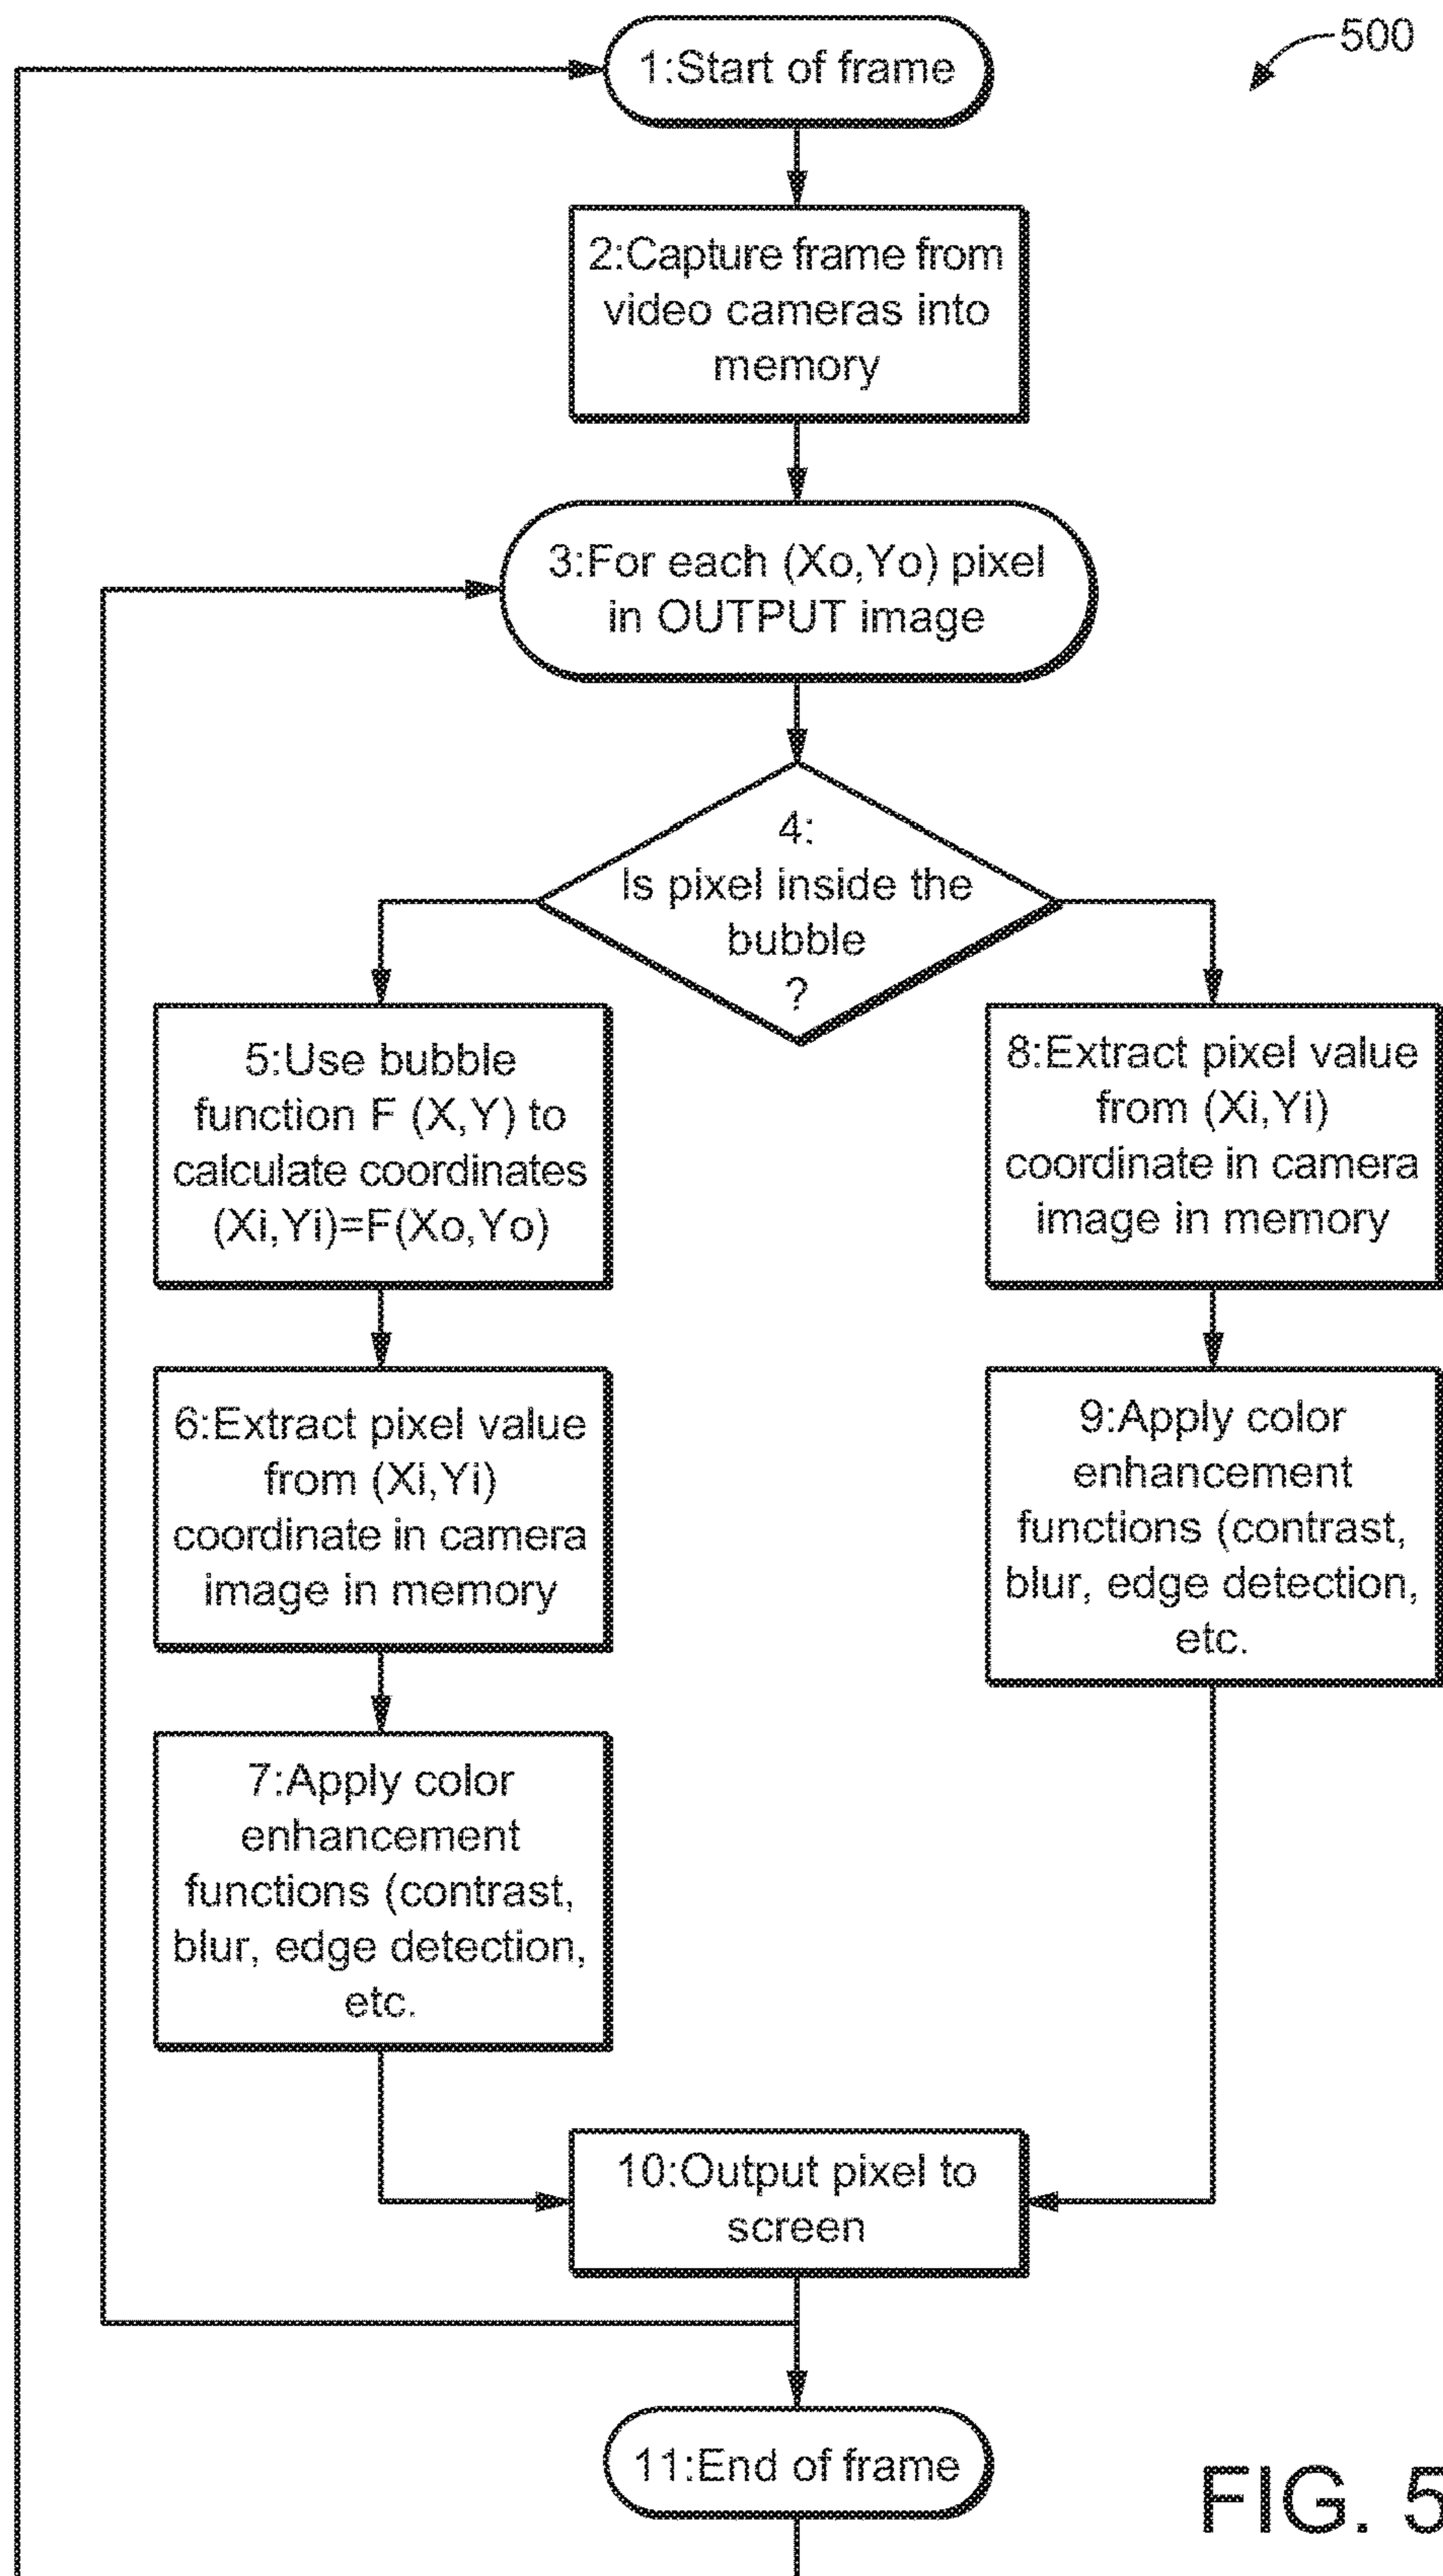 500
1:Start of frame
2:Capture frame from
video cameras into
memory
3:For each (Xo,Yo) pixel
in OUTPUT image
4:
Is pixel inside the
bubble
?
5:Use bubble
function F (X,Y) to
calculate coordinates
(Xi,Yi)=F(Xo,Yo)
6:Extract pixel value
from (Xi,Yi)
coordinate in camera
image in memory
7:Apply color
enhancement
functions (contrast,
blur, edge detection,
etc.
8:Extract pixel value
from (Xi,Yi)
coordinate in camera
image in memory
9:Apply color
enhancement
functions (contrast,
blur, edge detection,
etc.
10:Output pixel to
screen
11:End of frame
FIG. 5